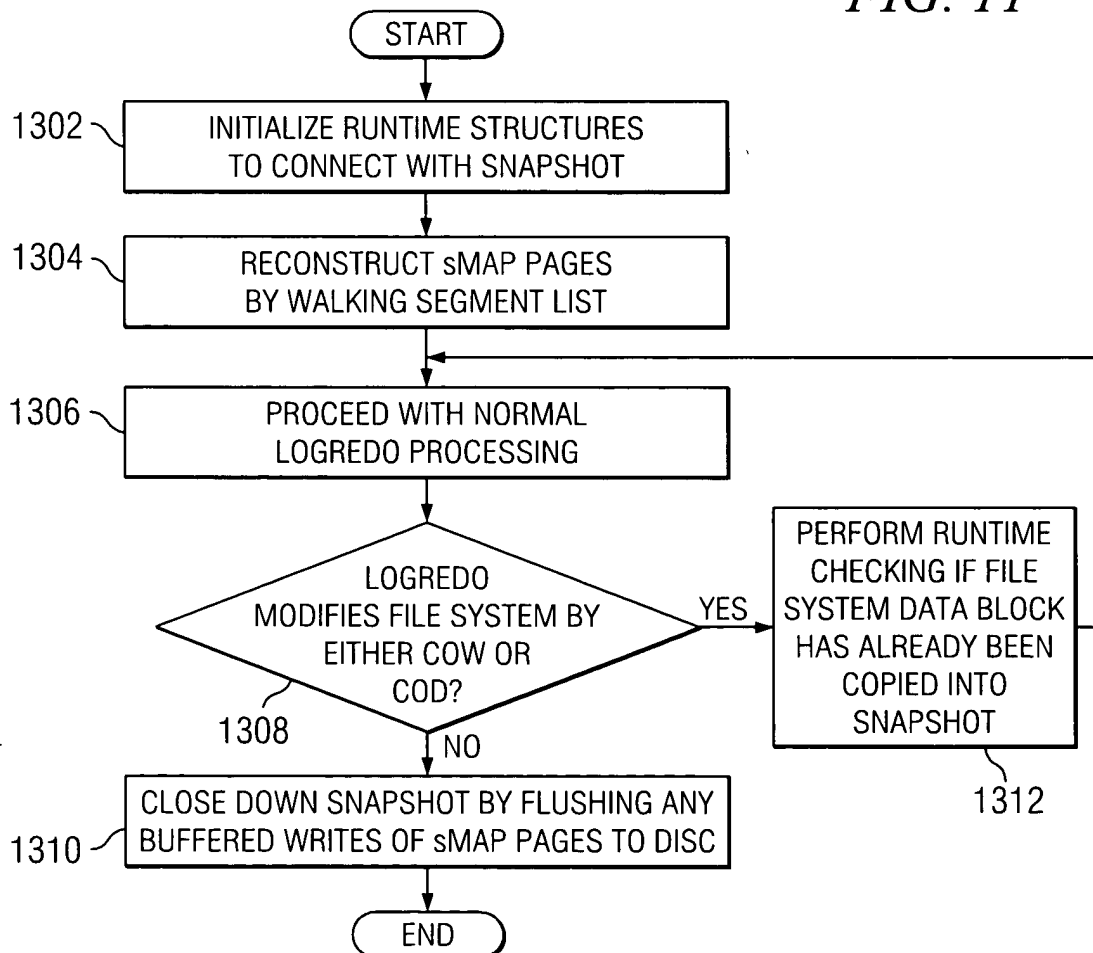 START
1302
INITIALIZE RUNTIME STRUCTURES
TO CONNECT WITH SNAPSHOT
1304
RECONSTRUCT sMAP PAGES
BY WALKING SEGMENT LIST
1306
PROCEED WITH NORMAL
LOGREDO PROCESSING
LOGREDO
MODIFIES FILE SYSTEM BY
EITHER COW OR
COD?
1308
YES
PERFORM RUNTIME
CHECKING IF FILE
SYSTEM DATA BLOCK
HAS ALREADY BEEN
COPIED INTO
SNAPSHOT
1312
NO
1310
CLOSE DOWN SNAPSHOT BY FLUSHING ANY
BUFFERED WRITES OF sMAP PAGES TO DISC
END